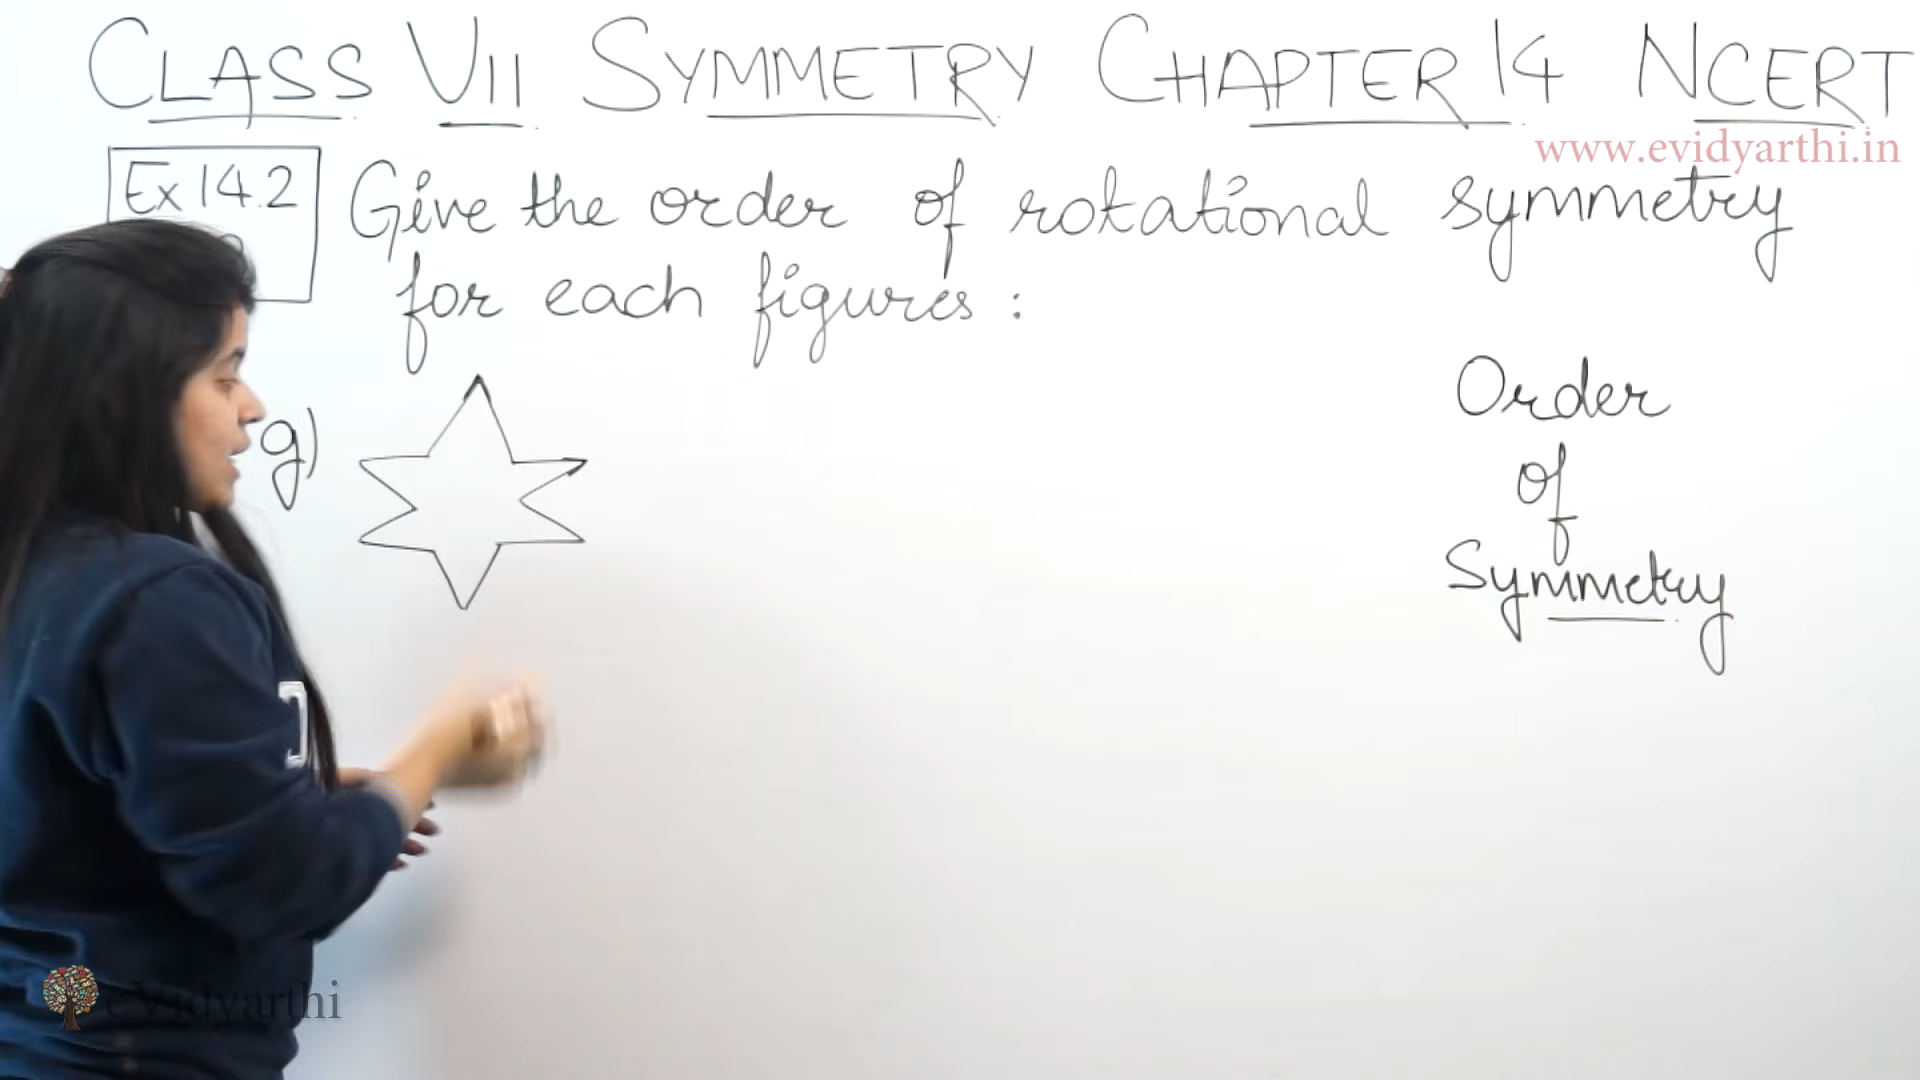 CLASS VII SYMMETRY CHAPTER 14 NCERT
www.evidyarthi.in
Ex 14.2
Give the order of rotational symmetry
for each figures :
g)
Order
of
Symmetry
eVidyarthi